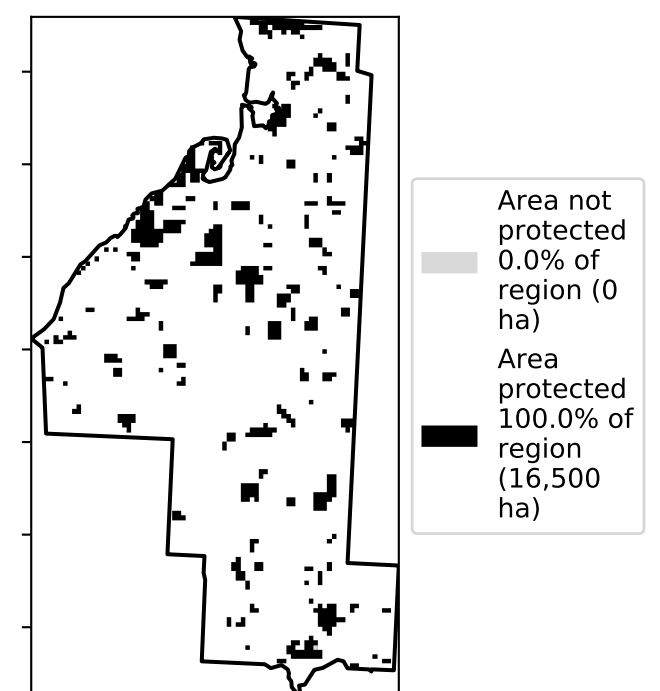 Area not
protected
0.0% of
region (0
ha)
Area
protected
100.0% of
region
(16,500
ha)